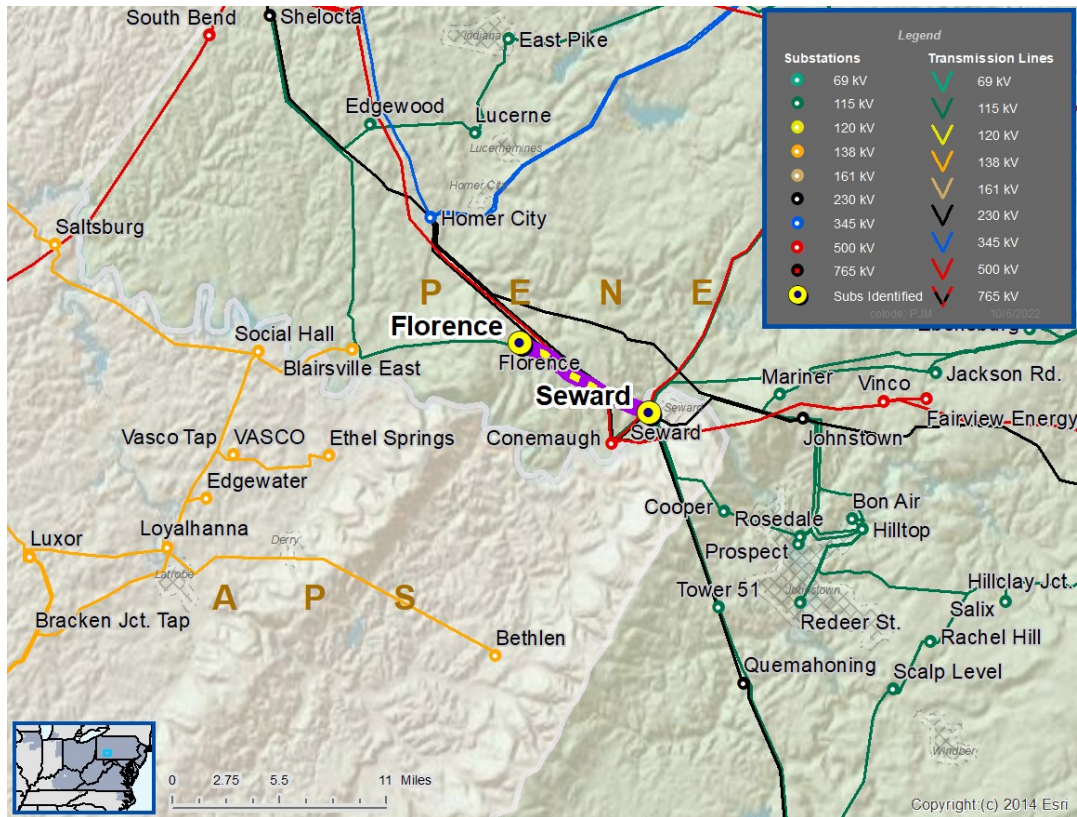 South Bend
Shelocta
Indiana
East Pike
Edgewood
Lucerne
Lucernemines
Homer City
Homer City
Saltsburg
P E N E
Florence
Florence
Social Hall
Blairsville East
Seward
Seward
Seward
Conemaugh
Mariner
Vinco
Jackson Rd.
Ebensburg
Johnstown
Fairview Energy
Vasco Tap
VASCO
Ethel Springs
Edgewater
Cooper
Rosedale
Bon Air
Hilltop
Prospect
Luxor
Loyalhanna
Derry
Latrobe
A P S
Bracken Jct. Tap
Bethlen
Tower 51
Johnstown
Redeer St.
Hillclay Jct.
Salix
Rachel Hill
Quemahoning
Scalp Level
Windber
Legend
Substations
Transmission Lines
69 kV
69 kV
115 kV
115 kV
120 kV
120 kV
138 kV
138 kV
161 kV
161 kV
230 kV
230 kV
345 kV
345 kV
500 kV
500 kV
765 kV
765 kV
Subs Identified
colode: PJM
10/6/2022
0 2.75 5.5 11 Miles
Copyright:(c) 2014 Esri